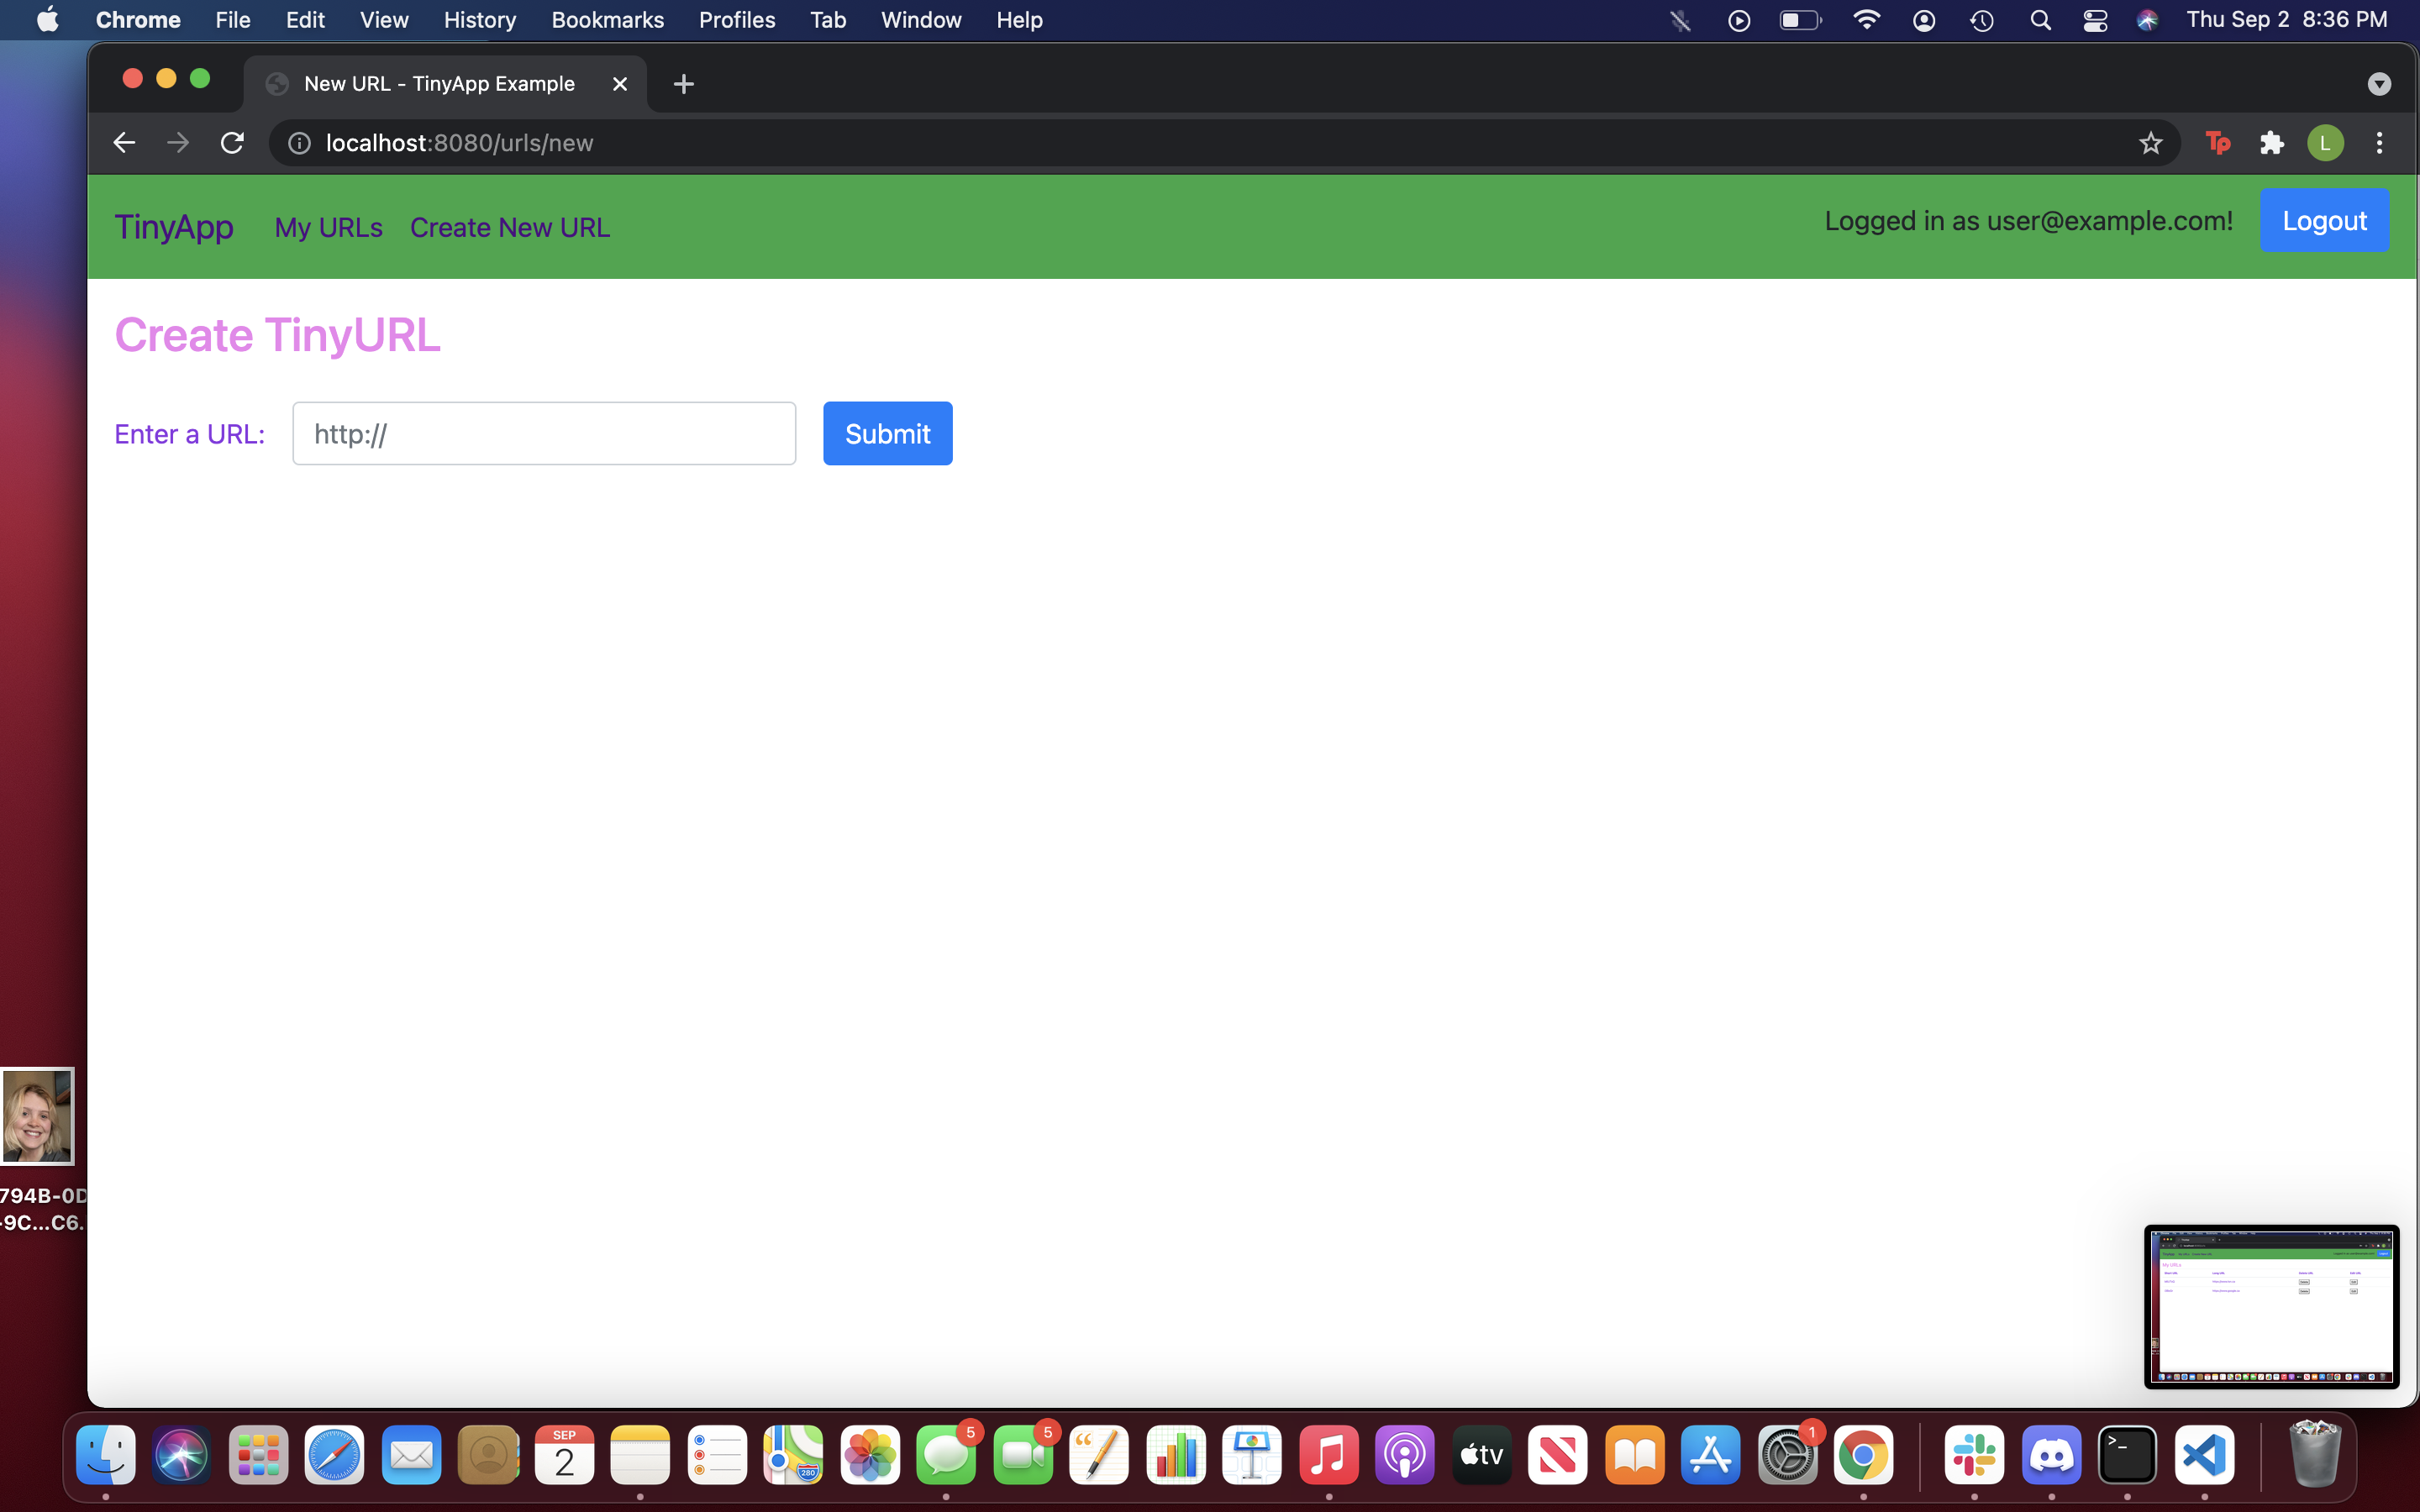 Chrome File Edit View History Bookmarks Profiles Tab Window Help Thu Sep 2 8:36 PM
New URL - TinyApp Example
localhost:8080/urls/new
Tp
L
TinyApp My URLs Create New URL Logged in as user@example.com! Logout
Create TinyURL
Enter a URL: http:// Submit
794B-0D
-9C...C6.
SEP
2
280
5
5
tv
1
>_